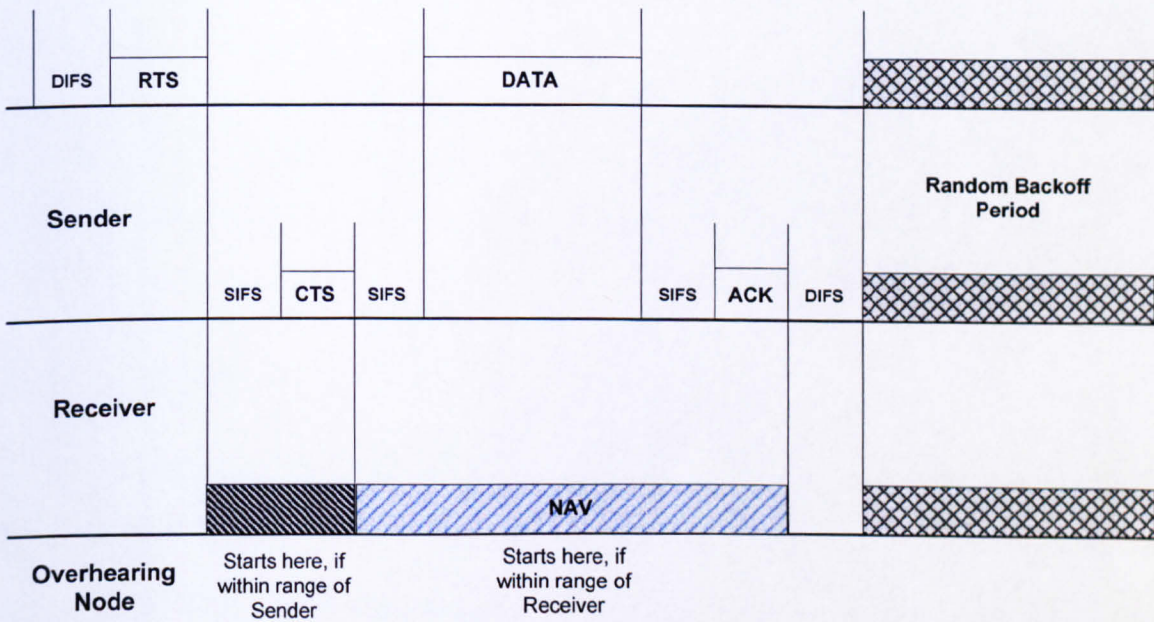 DIFS RTS DATA
Random Backoff
Period
Sender
SIFS CTS SIFS SIFS ACK DIFS
Receiver
NAV
Overhearing
Node
Starts here, if
within range of
Sender
Starts here, if
within range of
Receiver